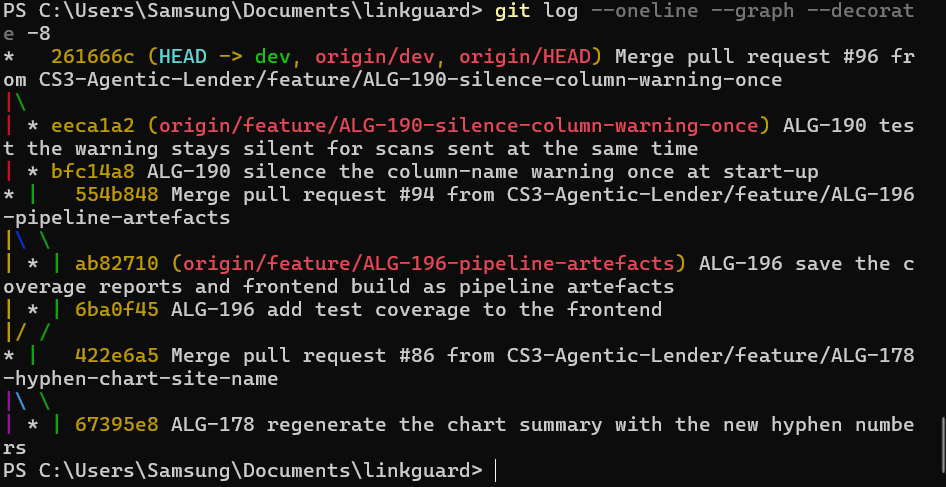 PS C:\Users\Samsung\Documents\linkguard> git log --oneline --graph --decorat
e -8
*   261666c (HEAD -> dev, origin/dev, origin/HEAD) Merge pull request #96 fr
om CS3-Agentic-Lender/feature/ALG-190-silence-column-warning-once
|\
| * eeca1a2 (origin/feature/ALG-190-silence-column-warning-once) ALG-190 tes
t the warning stays silent for scans sent at the same time
| * bfc14a8 ALG-190 silence the column-name warning once at start-up
* |   554b848 Merge pull request #94 from CS3-Agentic-Lender/feature/ALG-196
-pipeline-artefacts
|\ \
| * | ab82710 (origin/feature/ALG-196-pipeline-artefacts) ALG-196 save the c
overage reports and frontend build as pipeline artefacts
| * | 6ba0f45 ALG-196 add test coverage to the frontend
|/ /
* |   422e6a5 Merge pull request #86 from CS3-Agentic-Lender/feature/ALG-178
-hyphen-chart-site-name
|\ \
| * | 67395e8 ALG-178 regenerate the chart summary with the new hyphen numbe
rs
PS C:\Users\Samsung\Documents\linkguard>